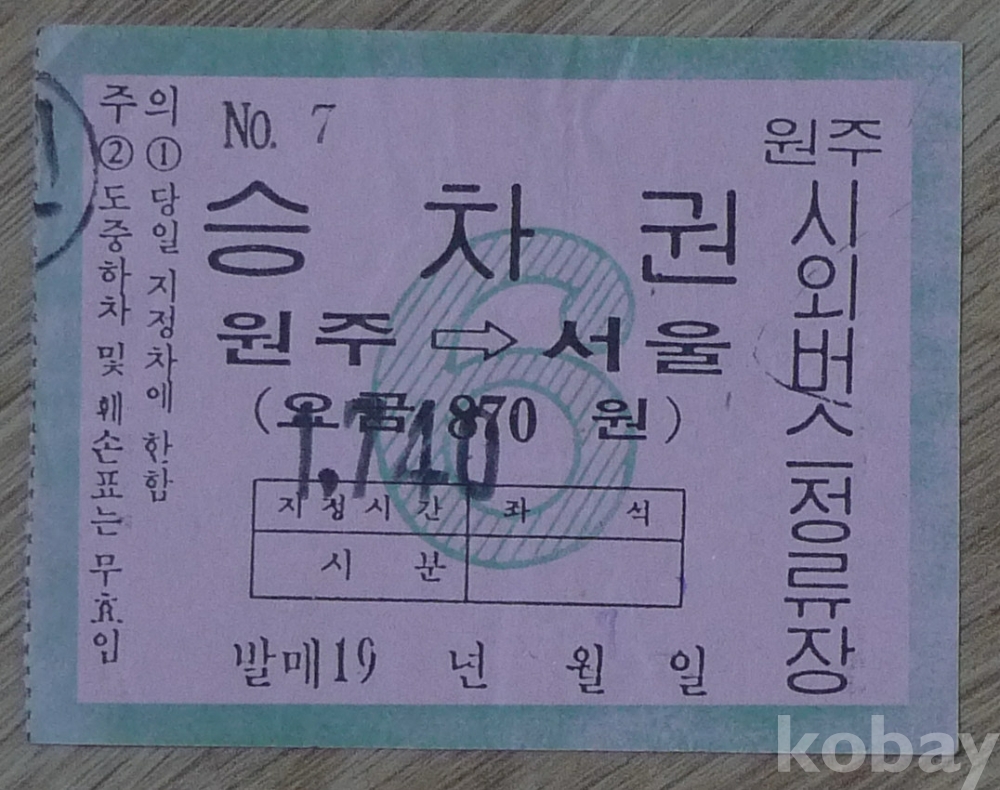 No. 7
승차권
원주 ⇨ 서울
(요금 870 원)
1,740
지정시간 좌 석
시 분
발매19 년 월 일
원주
시외버스정류장
6
주의 ① 당일 지정차에 한함
② 도중하차 및 훼손표는 무효임
kobay